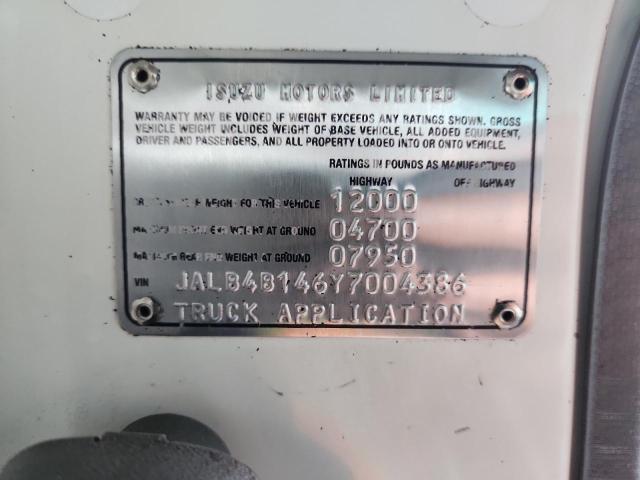 ISUZU MOTORS LIMITED
WARRANTY MAY BE VOIDED IF WEIGHT EXCEEDS ANY RATINGS SHOWN. GROSS
VEHICLE WEIGHT INCLUDES WEIGHT OF BASE VEHICLE, ALL ADDED EQUIPMENT,
DRIVER AND PASSENGERS, AND ALL PROPERTY LOADED INTO OR ONTO VEHICLE.
RATINGS IN POUNDS AS MANUFACTURED
HIGHWAY OFF HIGHWAY
WEIGHT FOR THIS VEHICLE 12000
WEIGHT AT GROUND 04700
WEIGHT AT GROUND 07950
VIN JALB4B146Y7004386
TRUCK APPLICATION